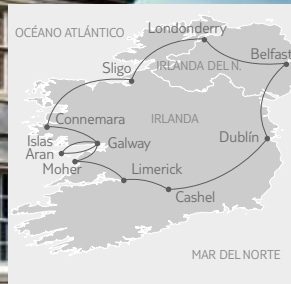 OCÉANO ATLÁNTICO
Londonderry
Belfast
Sligo
IRLANDA DEL N.
Connemara
IRLANDA
Islas
Aran
Galway
Dublín
Moher
Limerick
Cashel
MAR DEL NORTE